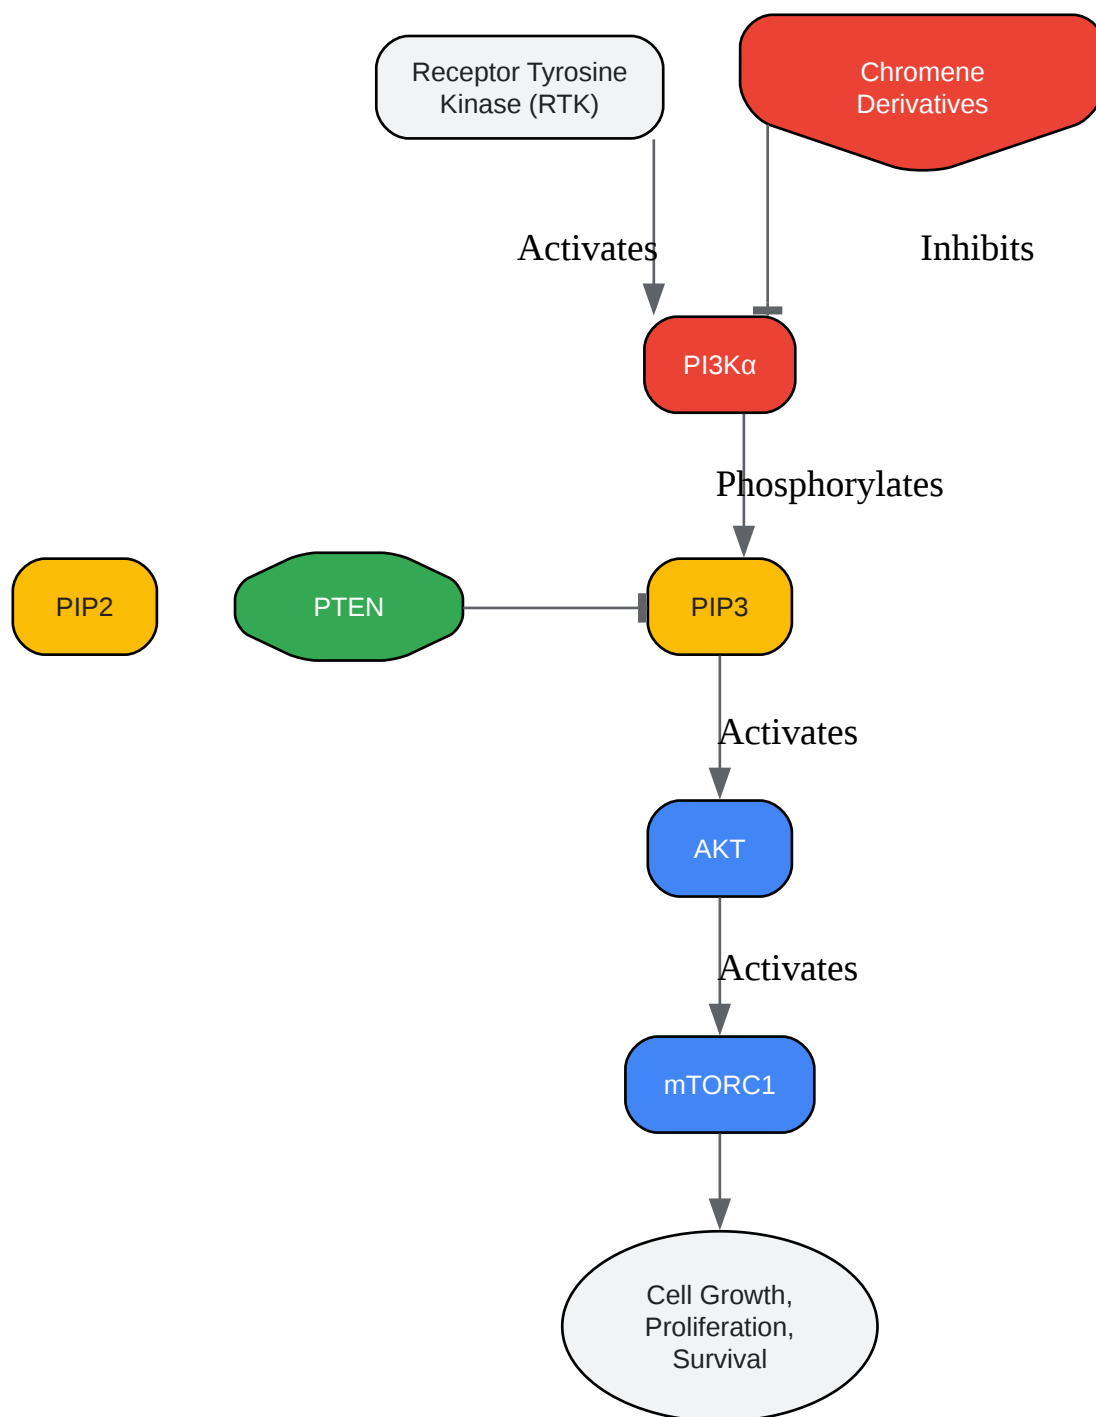 Receptor Tyrosine
Kinase (RTK)
Chromene
Derivatives
Activates
Inhibits
PI3Kα
Phosphorylates
PIP2
PTEN
PIP3
Activates
AKT
Activates
mTORC1
Cell Growth,
Proliferation,
Survival